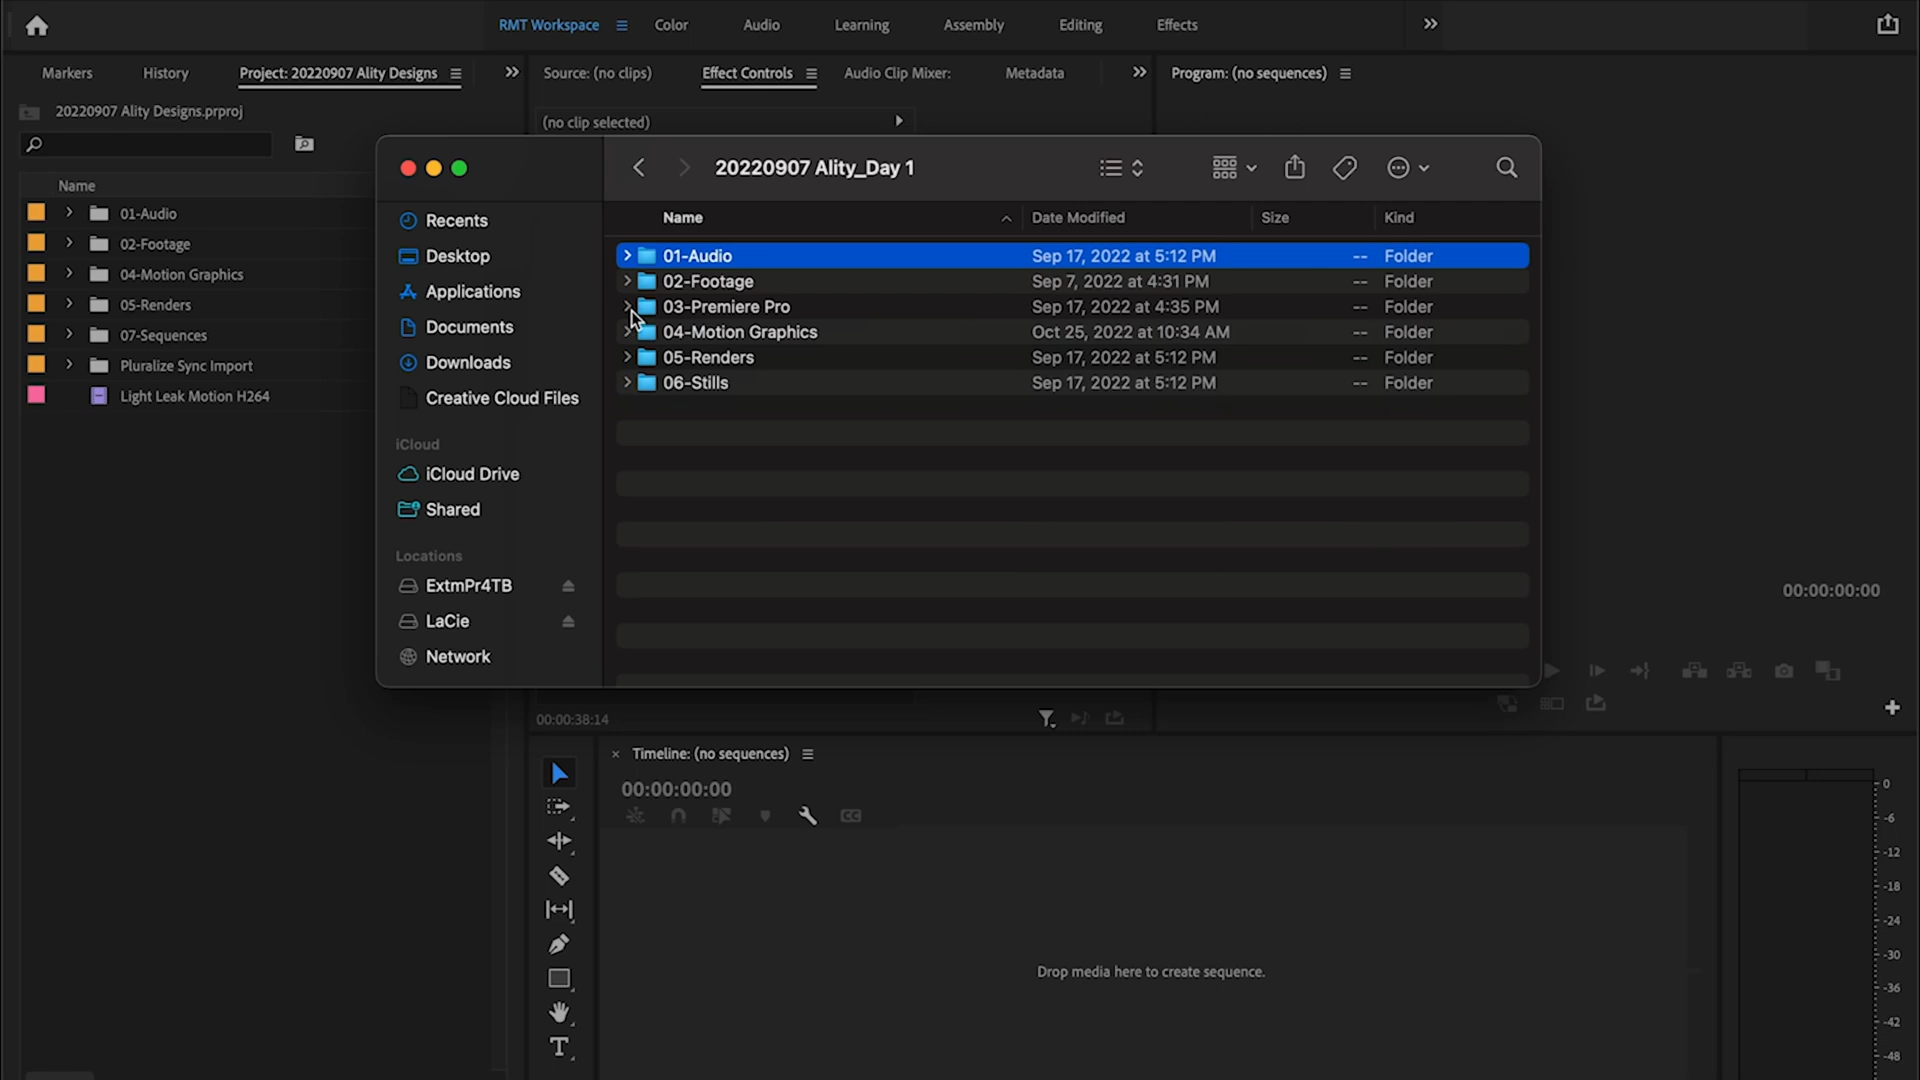 RMT Workspace
Color
Audio
Learning
Assembly
Editing
Effects
Markers
History
Project: 20220907 Ality Designs
Source: (no clips)
Effect Controls
Audio Clip Mixer:
Metadata
Program: (no sequences)
20220907 Ality Designs.prproj
(no clip selected)
Name
01-Audio
02-Footage
04-Motion Graphics
05-Renders
07-Sequences
Pluralize Sync Import
Light Leak Motion H264
20220907 Ality_Day 1
Recents
Desktop
Applications
Documents
Downloads
Creative Cloud Files
iCloud
iCloud Drive
Shared
Locations
ExtmPr4TB
LaCie
Network
Name Date Modified Size Kind
01-Audio Sep 17, 2022 at 5:12 PM -- Folder
02-Footage Sep 7, 2022 at 4:31 PM -- Folder
03-Premiere Pro Sep 17, 2022 at 4:35 PM -- Folder
04-Motion Graphics Oct 25, 2022 at 10:34 AM -- Folder
05-Renders Sep 17, 2022 at 5:12 PM -- Folder
06-Stills Sep 17, 2022 at 5:12 PM -- Folder
00:00:00:00
00:00:38:14
Timeline: (no sequences)
00:00:00:00
CC
Drop media here to create sequence.
0
-6
-12
-18
-24
-30
-36
-42
-48